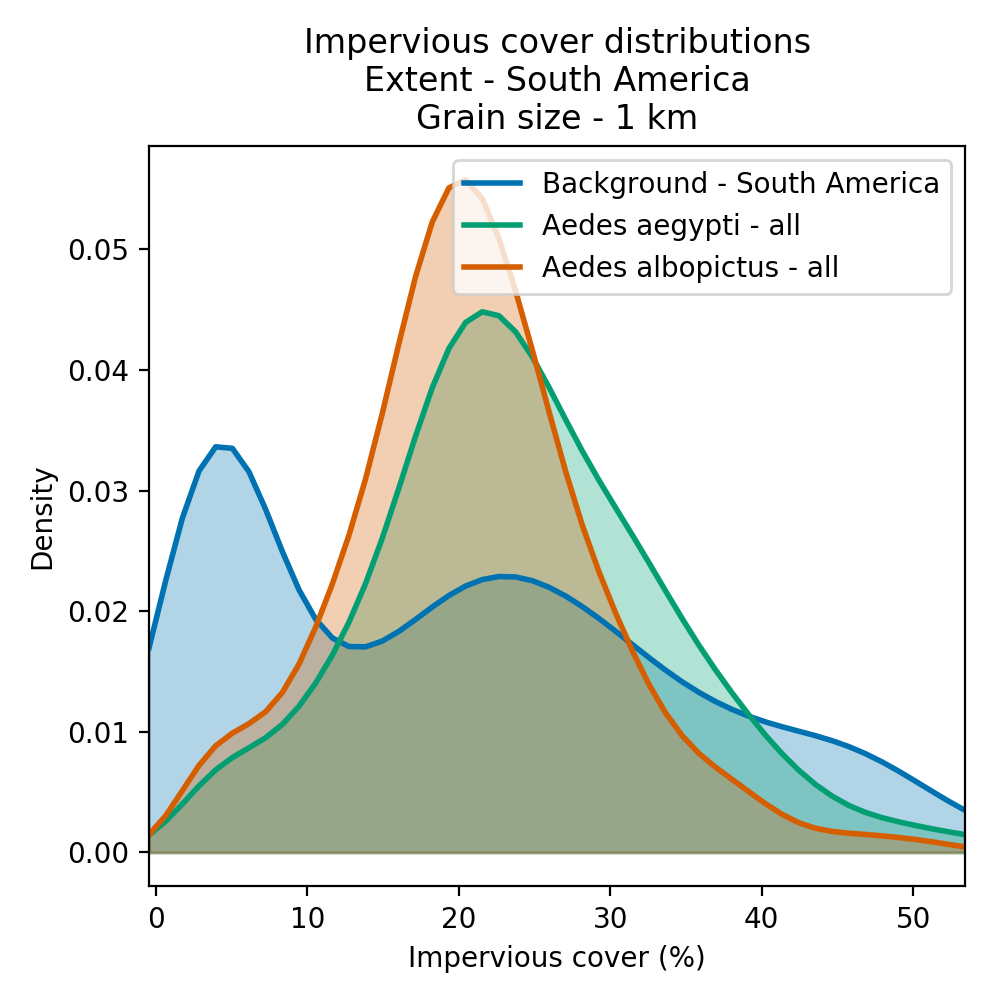 Impervious cover distributions
Extent - South America
Grain size - 1 km
Background - South America
Aedes aegypti - all
Aedes albopictus - all
0.05
0.04
0.03
0.02
0.01
0.00
Density
0 10 20 30 40 50
Impervious cover (%)